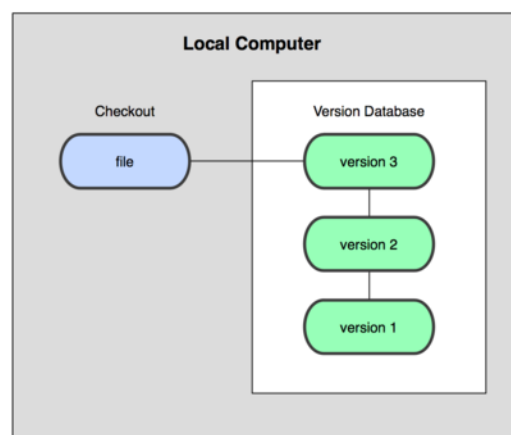 Local Computer
Checkout
Version Database
file
version 3
version 2
version 1